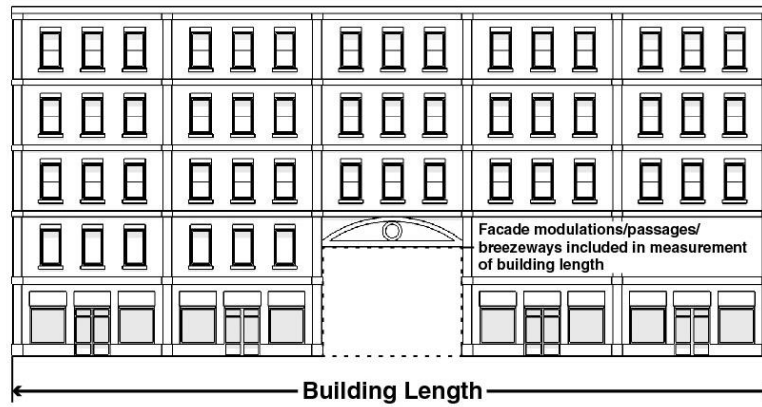 Facade modulations/passages/
breezeways included in measurement
of building length
Building Length